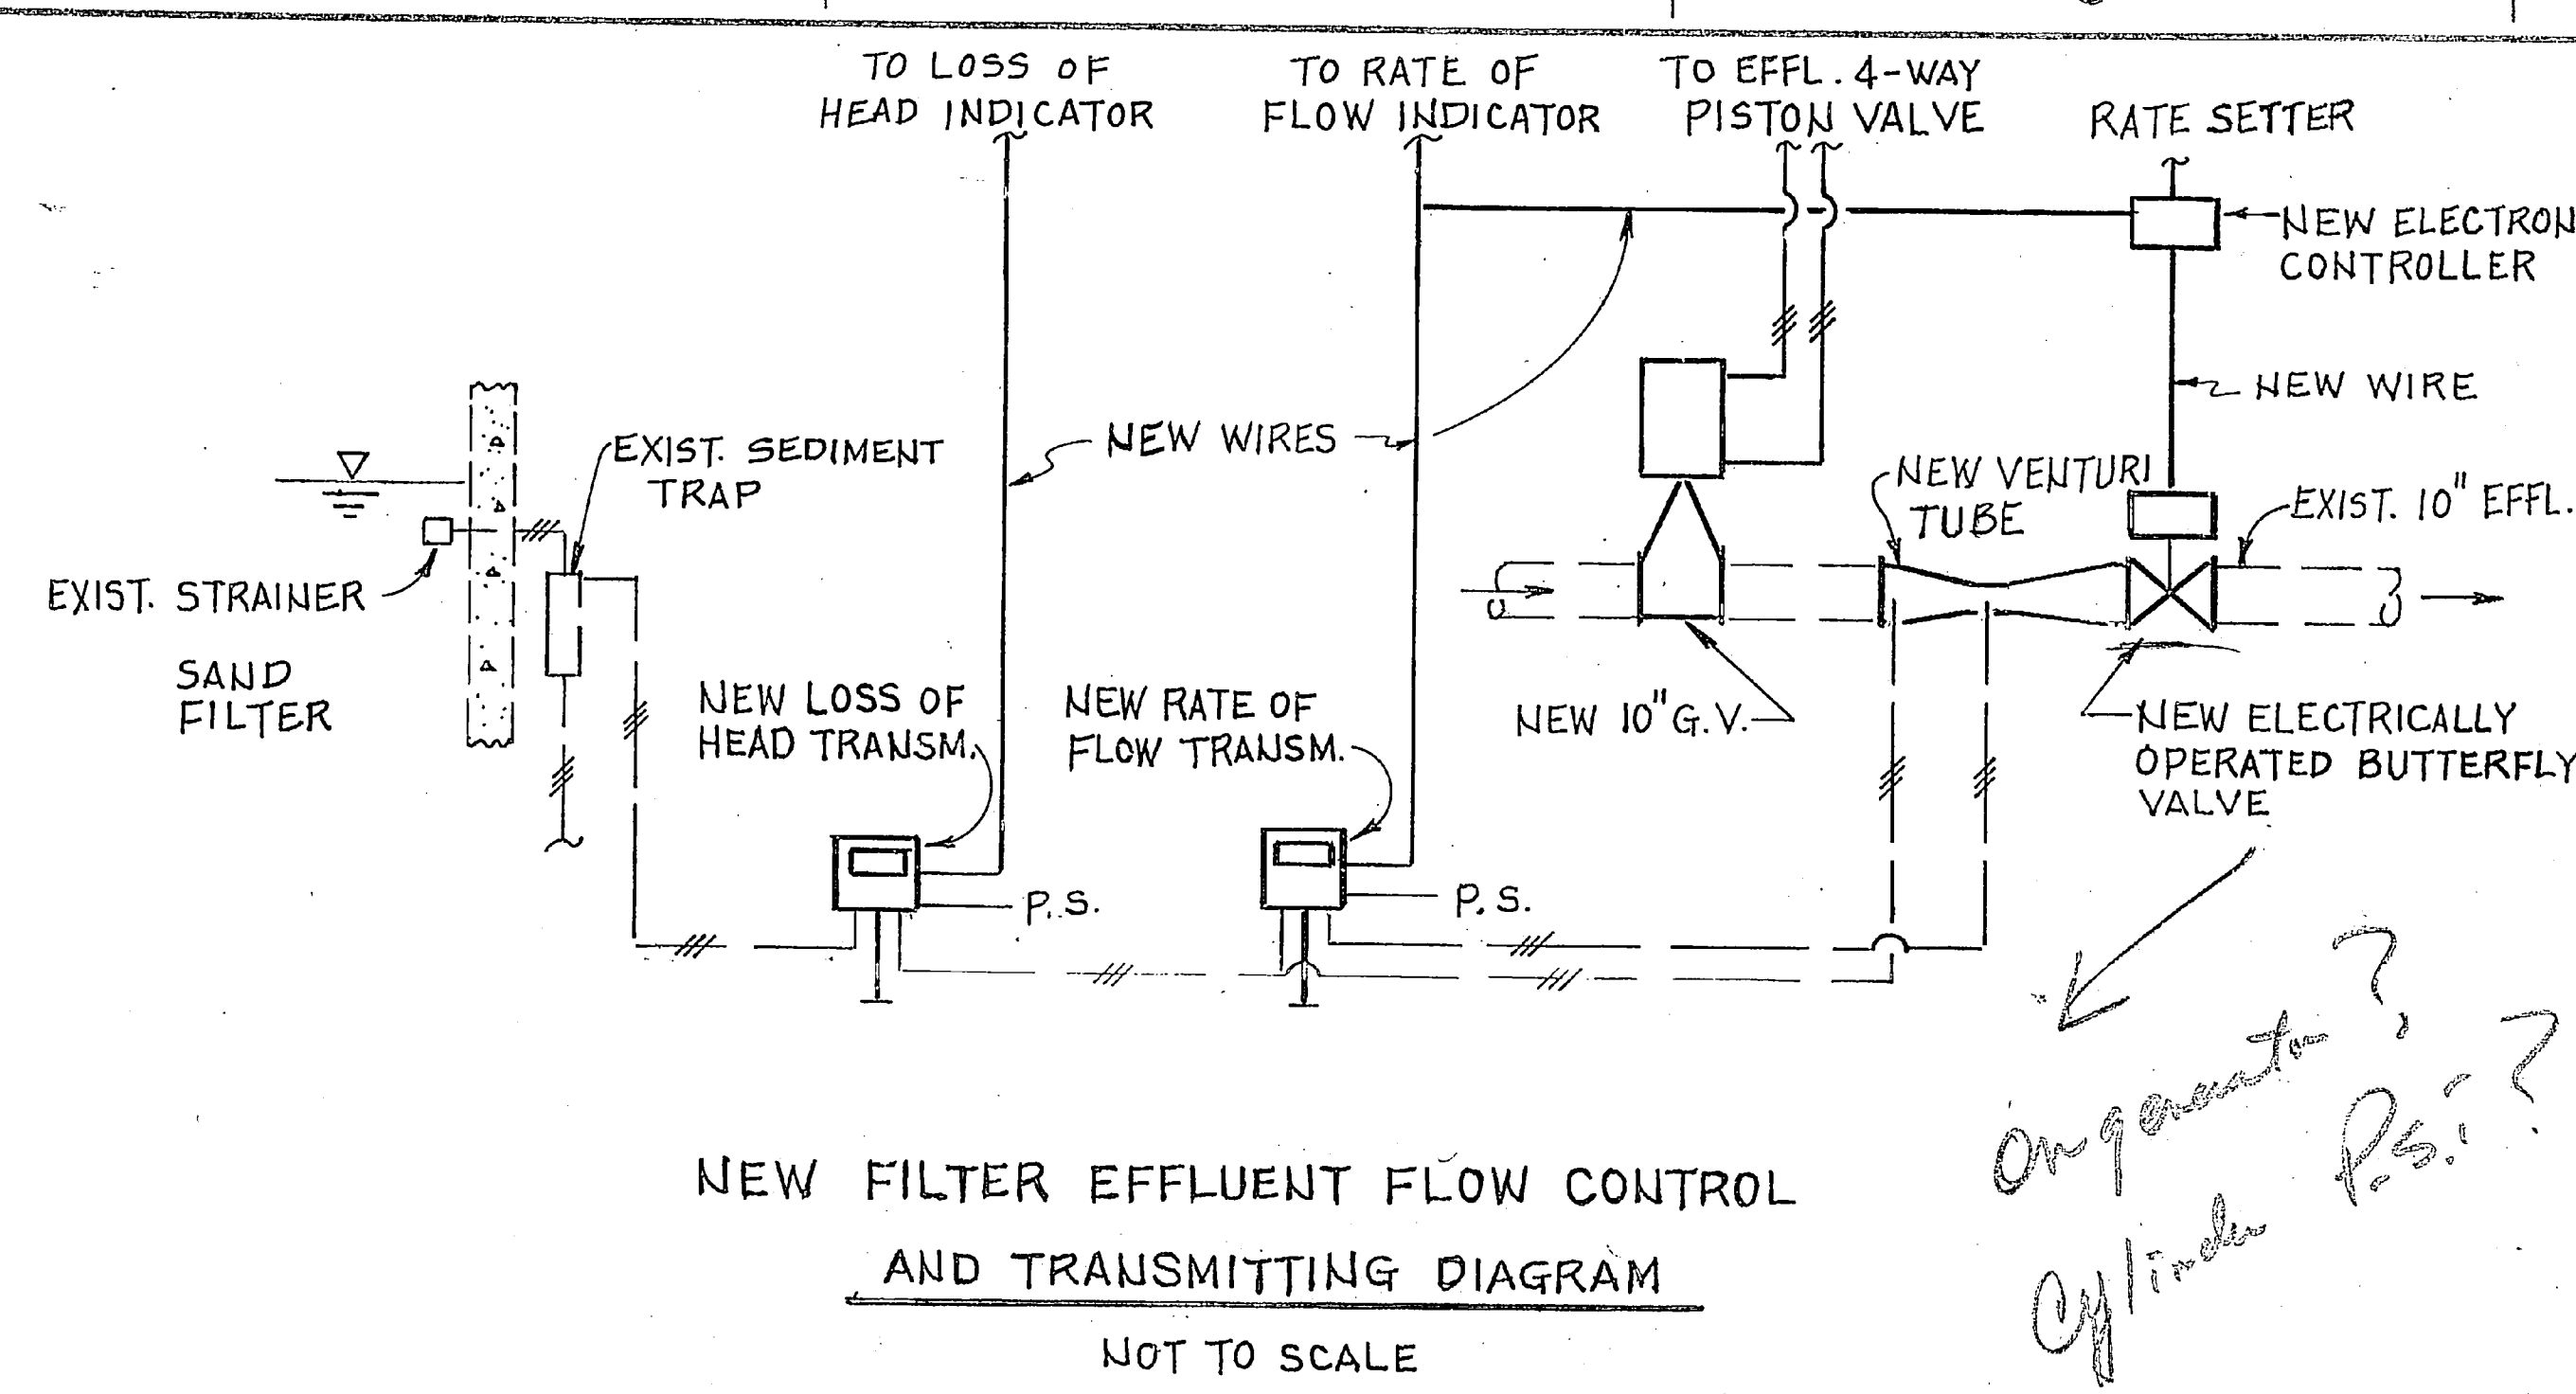 TO LOSS OF
HEAD INDICATOR
TO RATE OF
FLOW INDICATOR
TO EFFL. 4-WAY
PISTON VALVE
RATE SETTER
NEW ELECTRON
CONTROLLER
NEW WIRE
NEW WIRES
EXIST. SEDIMENT
TRAP
NEW VENTURI
TUBE
EXIST. 10" EFFL.
EXIST. STRAINER
SAND
FILTER
NEW LOSS OF
HEAD TRANSM.
NEW RATE OF
FLOW TRANSM.
NEW 10" G.V.
NEW ELECTRICALLY
OPERATED BUTTERFLY
VALVE
P.S.
P.S.
on generator ?
Cylinder P.s.i ?
NEW FILTER EFFLUENT FLOW CONTROL
AND TRANSMITTING DIAGRAM
NOT TO SCALE